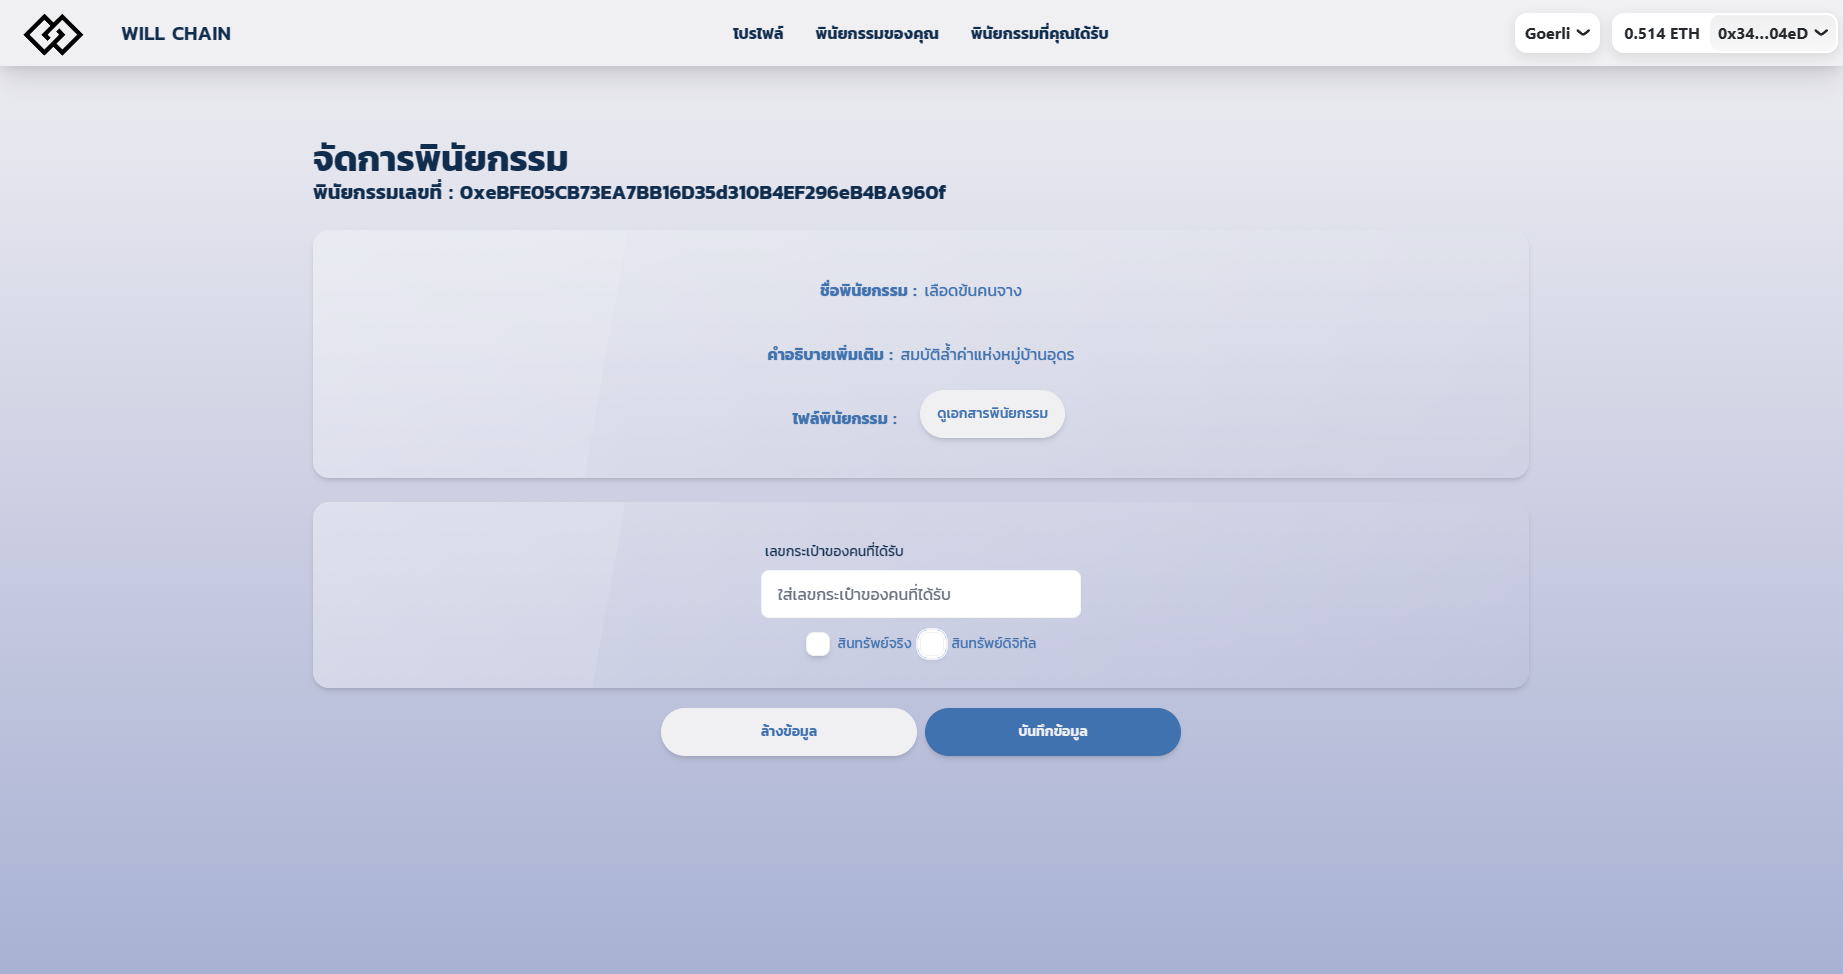 WILL CHAIN
โปรไฟล์ พินัยกรรมของคุณ พินัยกรรมที่คุณได้รับ
Goerli 0.514 ETH 0x34...04eD
จัดการพินัยกรรม
พินัยกรรมเลขที่ : 0xeBFE05CB73EA7BB16D35d310B4EF296eB4BA960f
ชื่อพินัยกรรม : เลือดข้นคนจาง
คำอธิบายเพิ่มเติม : สมบัติล้ำค่าแห่งหมู่บ้านอุดร
ไฟล์พินัยกรรม : ดูเอกสารพินัยกรรม
เลขกระเป๋าของคนที่ได้รับ
ใส่เลขกระเป๋าของคนที่ได้รับ
สินทรัพย์จริง สินทรัพย์ดิจิทัล
ล้างข้อมูล บันทึกข้อมูล